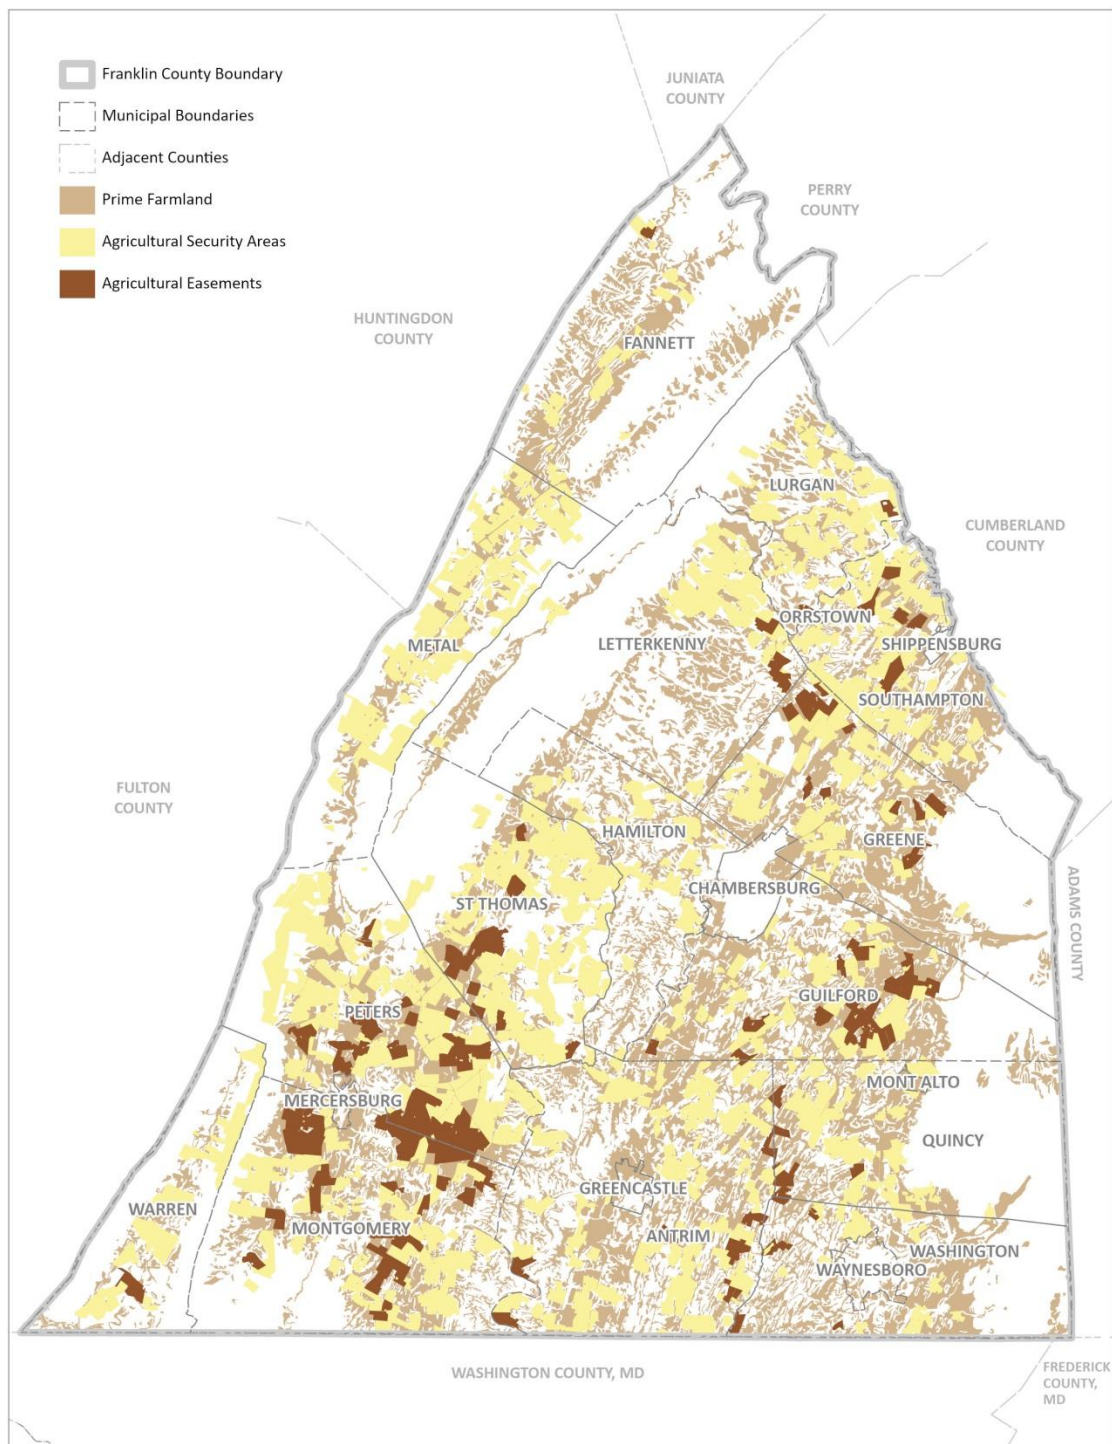 Franklin County Boundary
Municipal Boundaries
Adjacent Counties
Prime Farmland
Agricultural Security Areas
Agricultural Easements
JUNIATA
COUNTY
PERRY
COUNTY
HUNTINGDON
COUNTY
FANNETT
LURGAN
CUMBERLAND
COUNTY
ORRSTOWN
METAL
LETTERKENNY
SHIPPENSBURG
SOUTHAMPTON
FULTON
COUNTY
HAMILTON
GREENE
CHAMBERSBURG
ST THOMAS
ADAMS COUNTY
GUILFORD
PETERS
MONT ALTO
MERCERSBURG
QUINCY
GREENCASTLE
WARREN
MONTGOMERY
ANTRIM
WASHINGTON
WAYNESBORO
WASHINGTON COUNTY, MD
FREDERICK
COUNTY,
MD